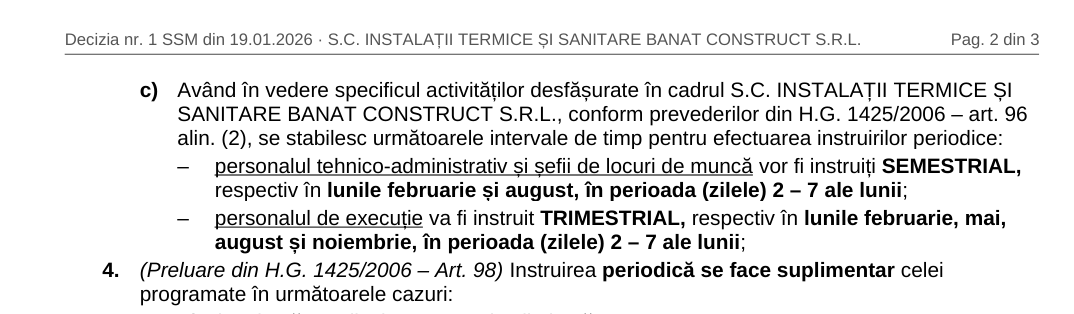 Decizia nr. 1 SSM din 19.01.2026 · S.C. INSTALAȚII TERMICE ȘI SANITARE BANAT CONSTRUCT S.R.L. Pag. 2 din 3
c) Având în vedere specificul activităților desfășurate în cadrul S.C. INSTALAȚII TERMICE ȘI
SANITARE BANAT CONSTRUCT S.R.L., conform prevederilor din H.G. 1425/2006 – art. 96
alin. (2), se stabilesc următoarele intervale de timp pentru efectuarea instruirilor periodice:
– personalul tehnico-administrativ și șefii de locuri de muncă vor fi instruiți SEMESTRIAL,
respectiv în lunile februarie și august, în perioada (zilele) 2 – 7 ale lunii;
– personalul de execuție va fi instruit TRIMESTRIAL, respectiv în lunile februarie, mai,
august și noiembrie, în perioada (zilele) 2 – 7 ale lunii;
4. (Preluare din H.G. 1425/2006 – Art. 98) Instruirea periodică se face suplimentar celei
programate în următoarele cazuri: